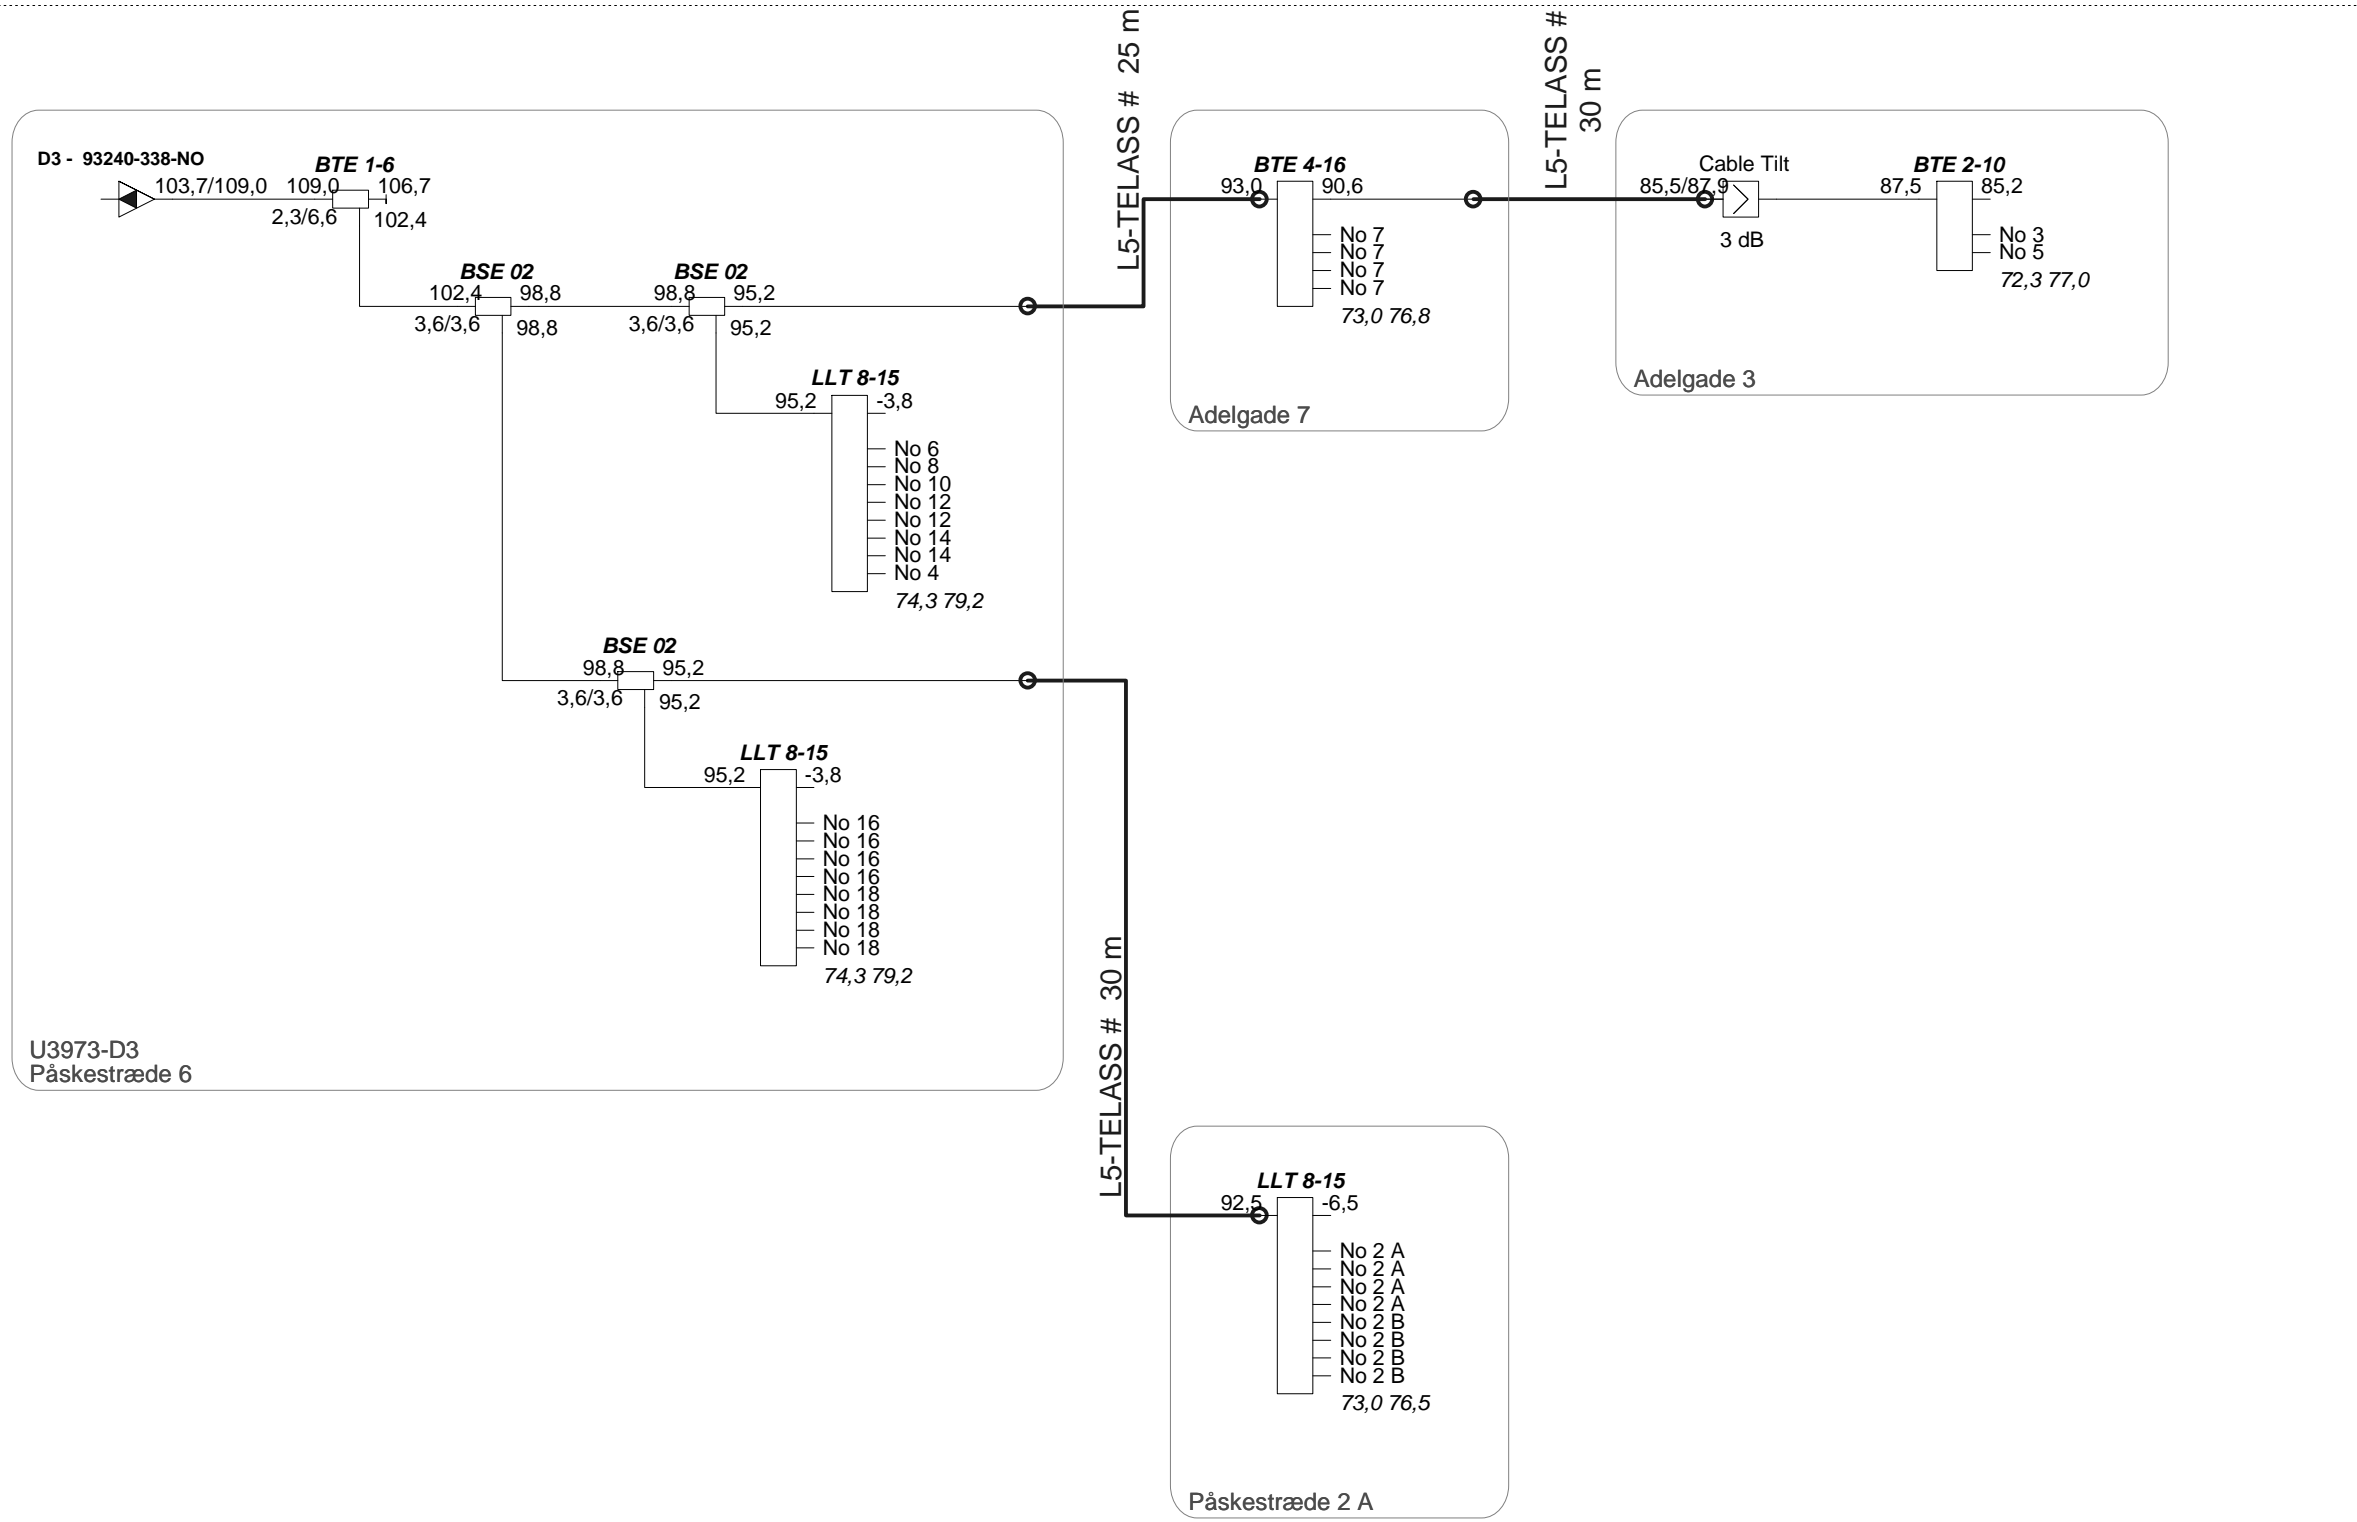 L5-TELASS # 25 m
L5-TELASS #
30 m
D3 - 93240-338-NO
BTE 1-6
103,7/109,0
109,0
106,7
2,3/6,6
102,4
BSE 02
102,4
98,8
3,6/3,6
98,8
BSE 02
98,8
95,2
3,6/3,6
95,2
LLT 8-15
95,2
-3,8
No 6
No 8
No 10
No 12
No 12
No 14
No 14
No 4
74,3 79,2
BSE 02
98,8
95,2
3,6/3,6
95,2
LLT 8-15
95,2
-3,8
No 16
No 16
No 16
No 16
No 18
No 18
No 18
No 18
74,3 79,2
U3973-D3
Påskestræde 6
BTE 4-16
93,0
90,6
No 7
No 7
No 7
No 7
73,0 76,8
Adelgade 7
Cable Tilt
85,5/87,9
3 dB
BTE 2-10
87,5
85,2
No 3
No 5
72,3 77,0
Adelgade 3
L5-TELASS # 30 m
LLT 8-15
92,5
-6,5
No 2 A
No 2 A
No 2 A
No 2 A
No 2 B
No 2 B
No 2 B
No 2 B
73,0 76,5
Påskestræde 2 A